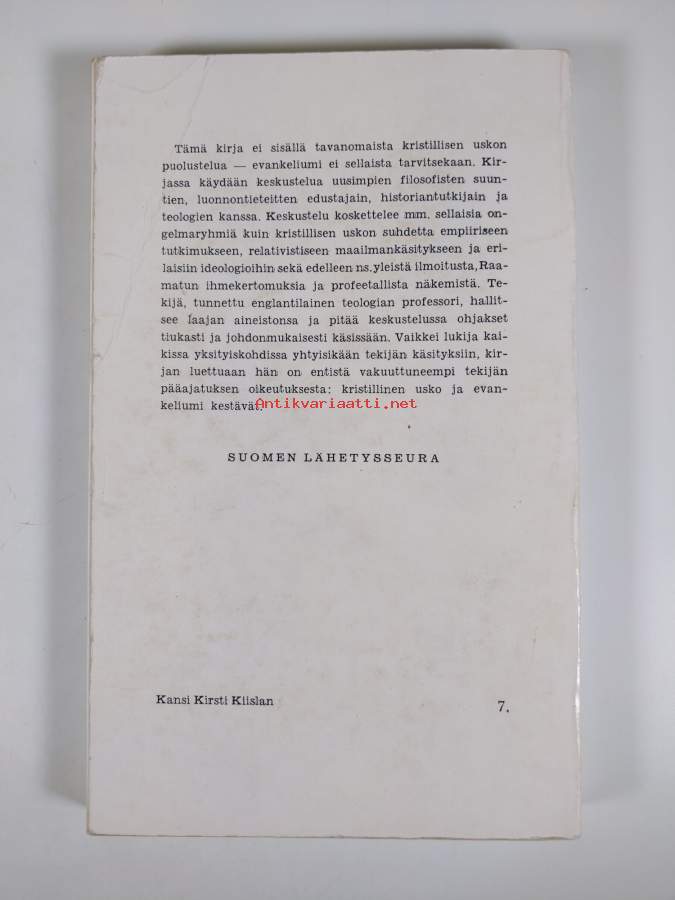 Tämä kirja ei sisällä tavanomaista kristillisen uskon
puolustelua — evankeliumi ei sellaista tarvitsekaan. Kir-
jassa käydään keskustelua uusimpien filosofisten suun-
tien, luonnontieteitten edustajain, historiantutkijain ja
teologien kanssa. Keskustelu koskettelee mm. sellaisia on-
gelmaryhmiä kuin kristillisen uskon suhdetta empiiriseen
tutkimukseen, relativistiseen maailmankäsitykseen ja eri-
laisiin ideologioihin sekä edelleen ns. yleistä ilmoitusta, Raa-
matun ihmekertomuksia ja profeetallista näkemistä. Te-
kijä, tunnettu englantilainen teologian professori, hallit-
see laajan aineistonsa ja pitää keskustelussa ohjakset
tiukasti ja johdonmukaisesti käsissään. Vaikkei lukija kai-
kissa yksityiskohdissa yhtyisikään tekijän käsityksiin, kir-
jan luettuaan hän on entistä vakuuttuneempi tekijän
pääajatuksen oikeutuksesta: kristillinen usko ja evan-
keliumi kestävät.
Antikvariaatti.net
SUOMEN LÄHETYSSEURA
Kansi Kirsti Kiislan
7.